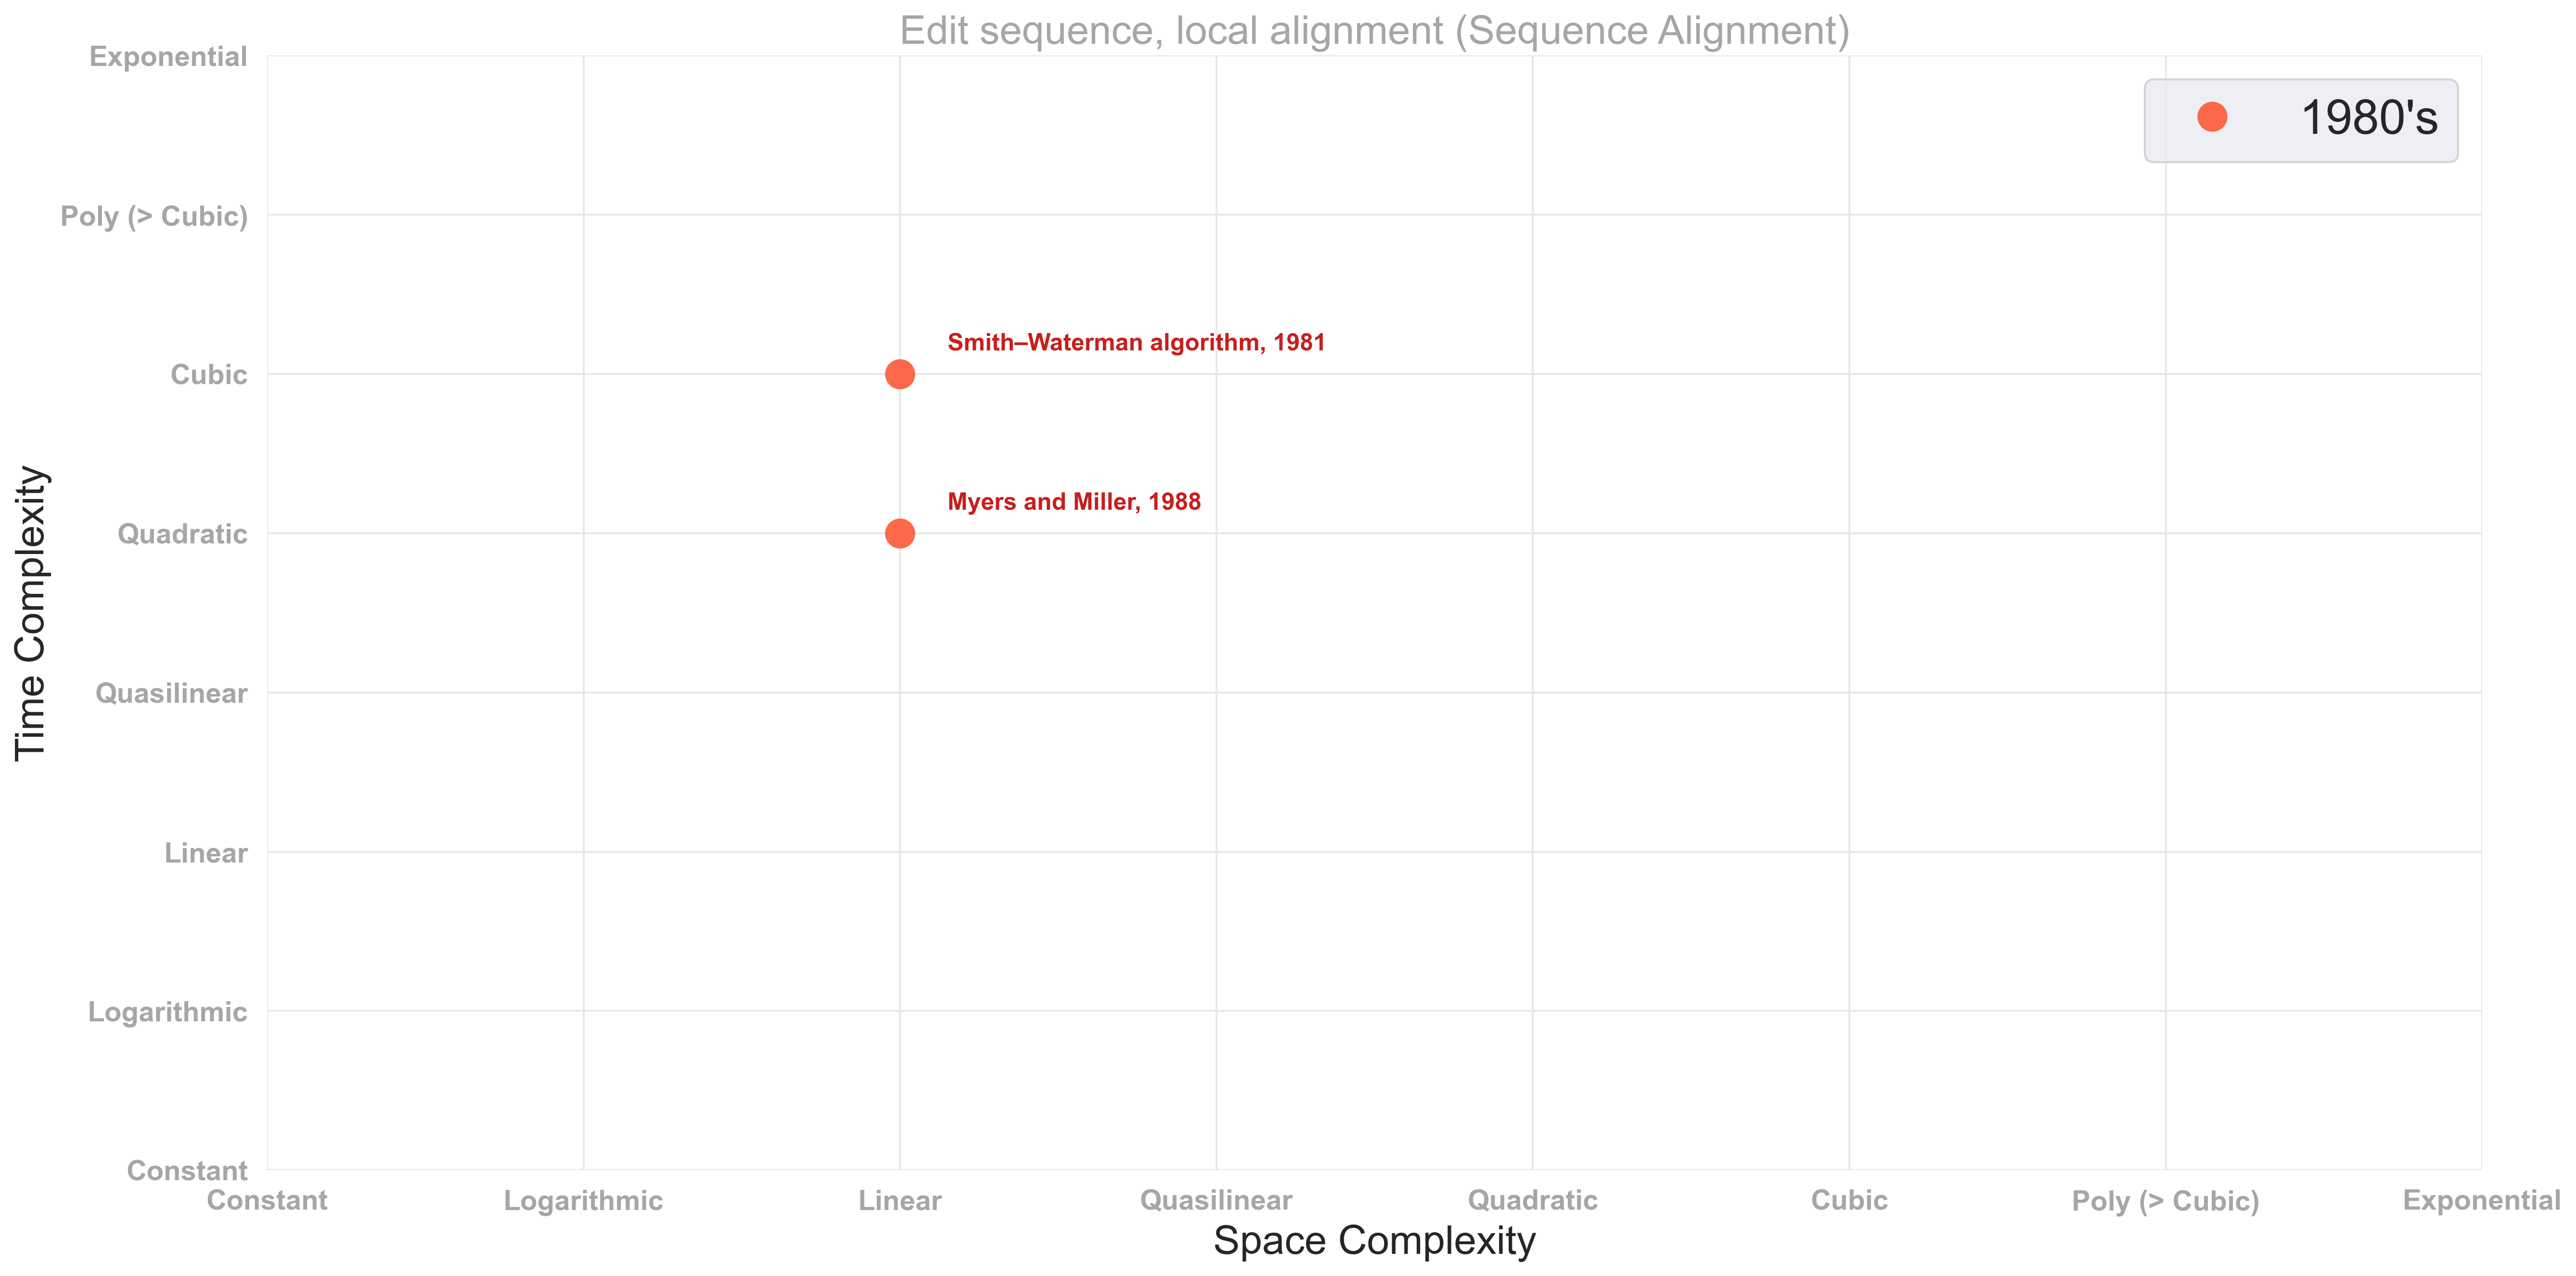 Edit sequence, local alignment (Sequence Alignment)
Exponential
1980's
Poly (> Cubic)
Smith–Waterman algorithm, 1981
Cubic
Myers and Miller, 1988
Quadratic
Time Complexity
Quasilinear
Linear
Logarithmic
Constant
Constant Logarithmic Linear Quasilinear Quadratic Cubic Poly (> Cubic) Exponential
Space Complexity